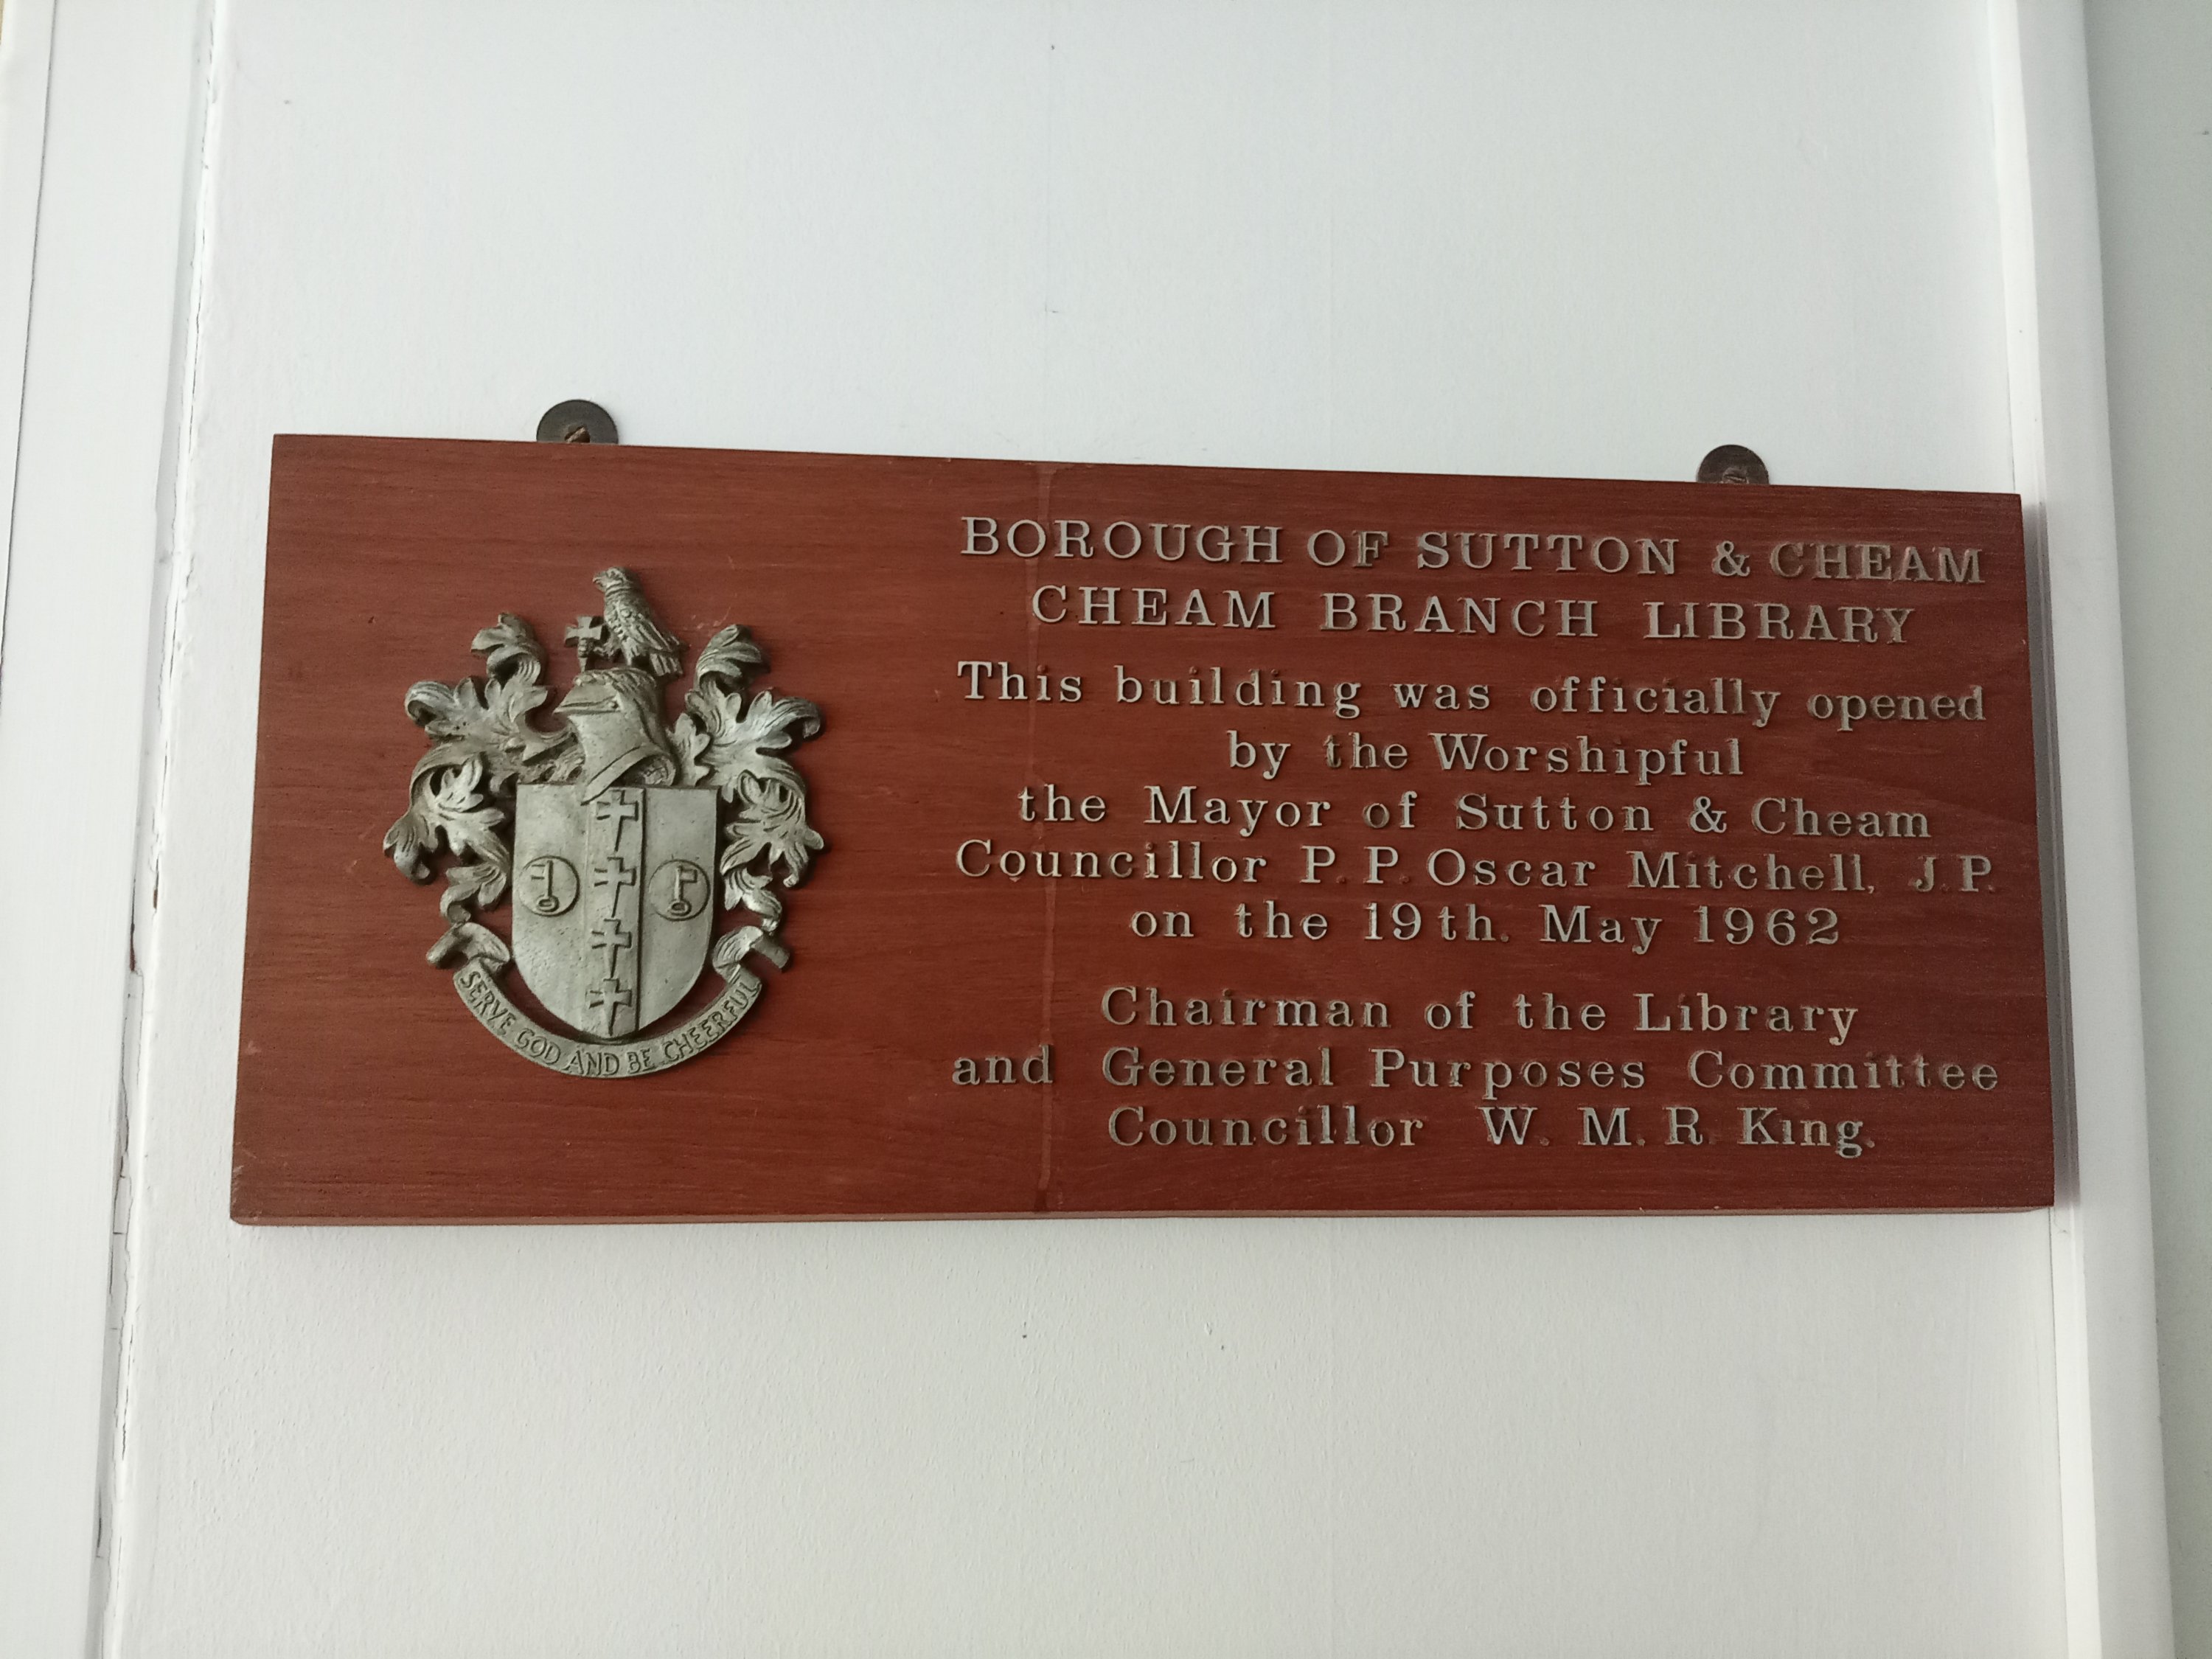 BOROUGH OF SUTTON & CHEAM
CHEAM BRANCH LIBRARY
This building was officially opened
by the Worshipful
the Mayor of Sutton & Cheam
Councillor P. P. Oscar Mitchell, J.P.
on the 19th. May 1962
Chairman of the Library
and General Purposes Committee
Councillor W. M. R. King.
SERVE GOD AND BE CHEERFUL